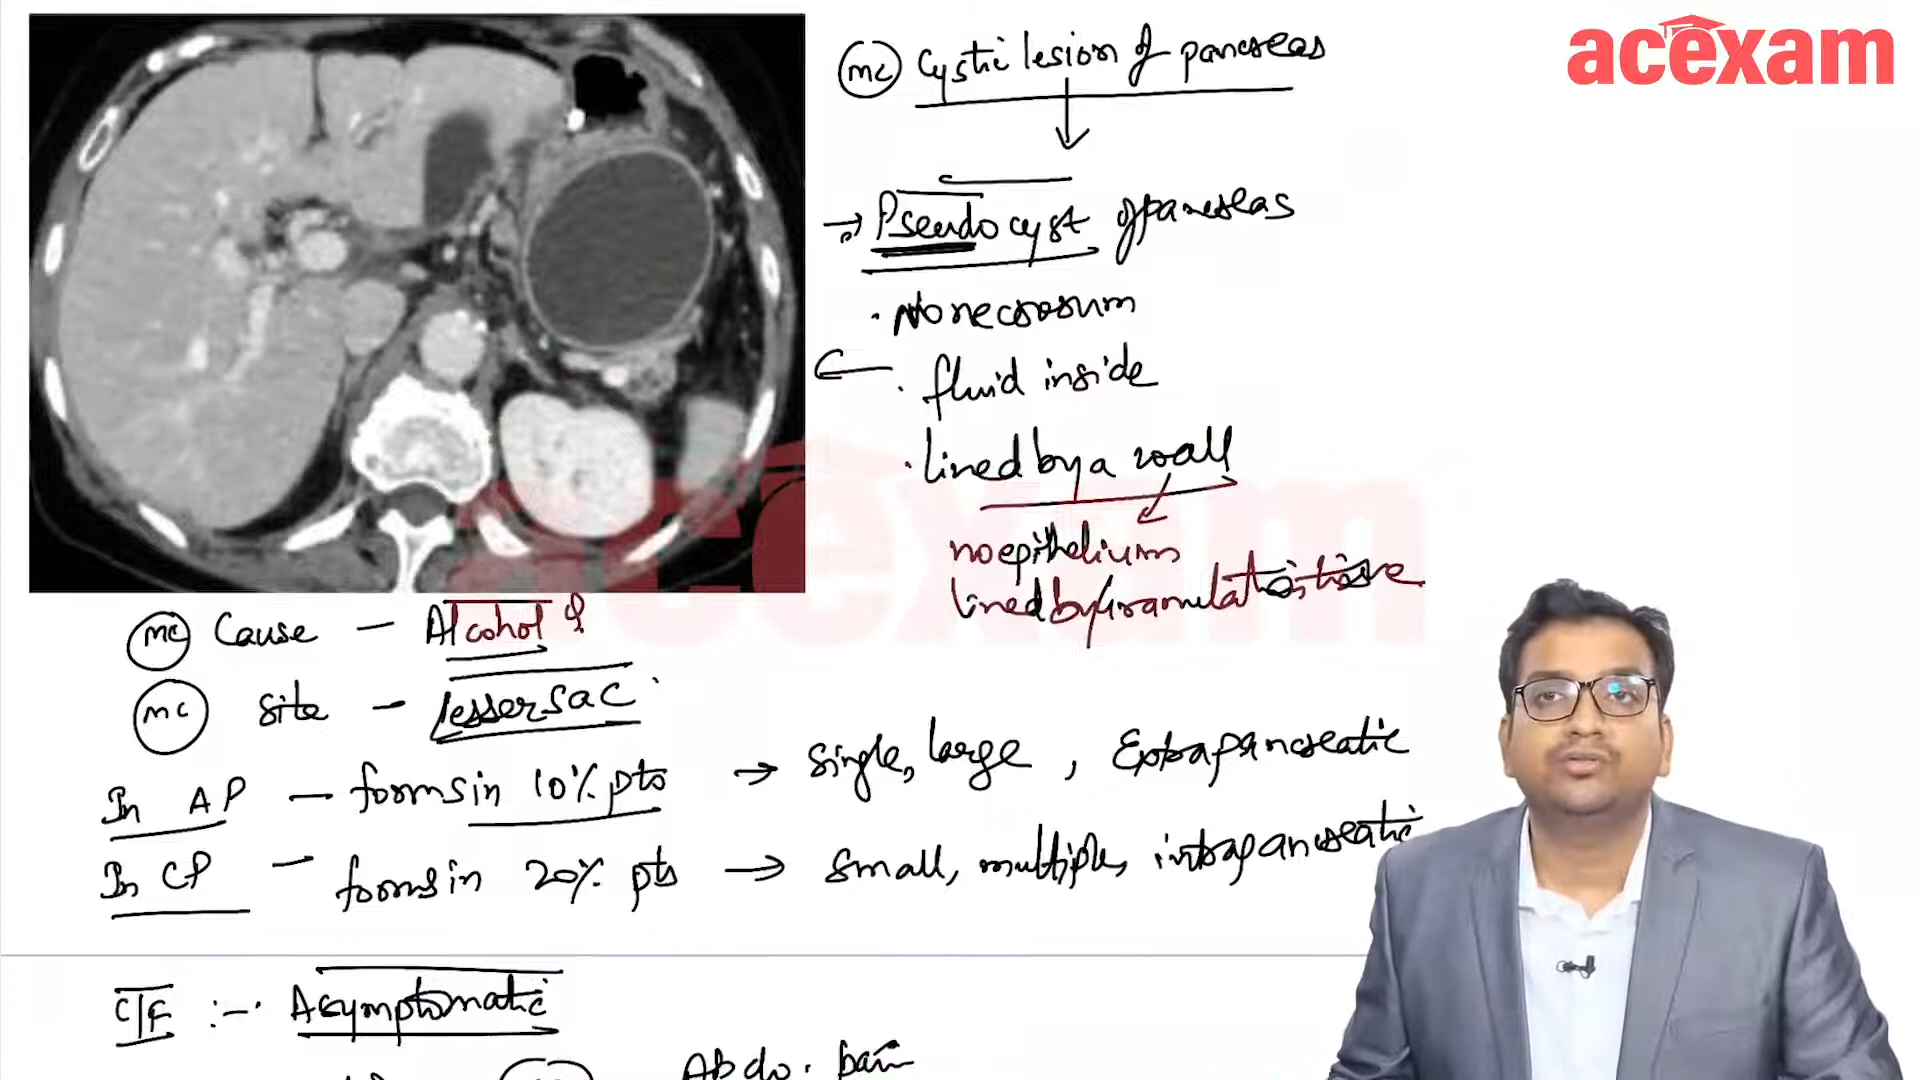 acexam
(MC) Cystic lesion of pancreas
→ Pseudocyst of pancreas
· No necrosum
· fluid inside
· lined by a wall
no epithelium
lined by Granulation tissue
(MC) Cause - Alcohol
(MC) Site - lesser sac
In AP - forms in 10% pts → Single, large, Extrapancreatic
In CP - forms in 20% pts → small, multiple, intrapancreatic
C/F :- Asymptomatic
Abdo. pain
acexam